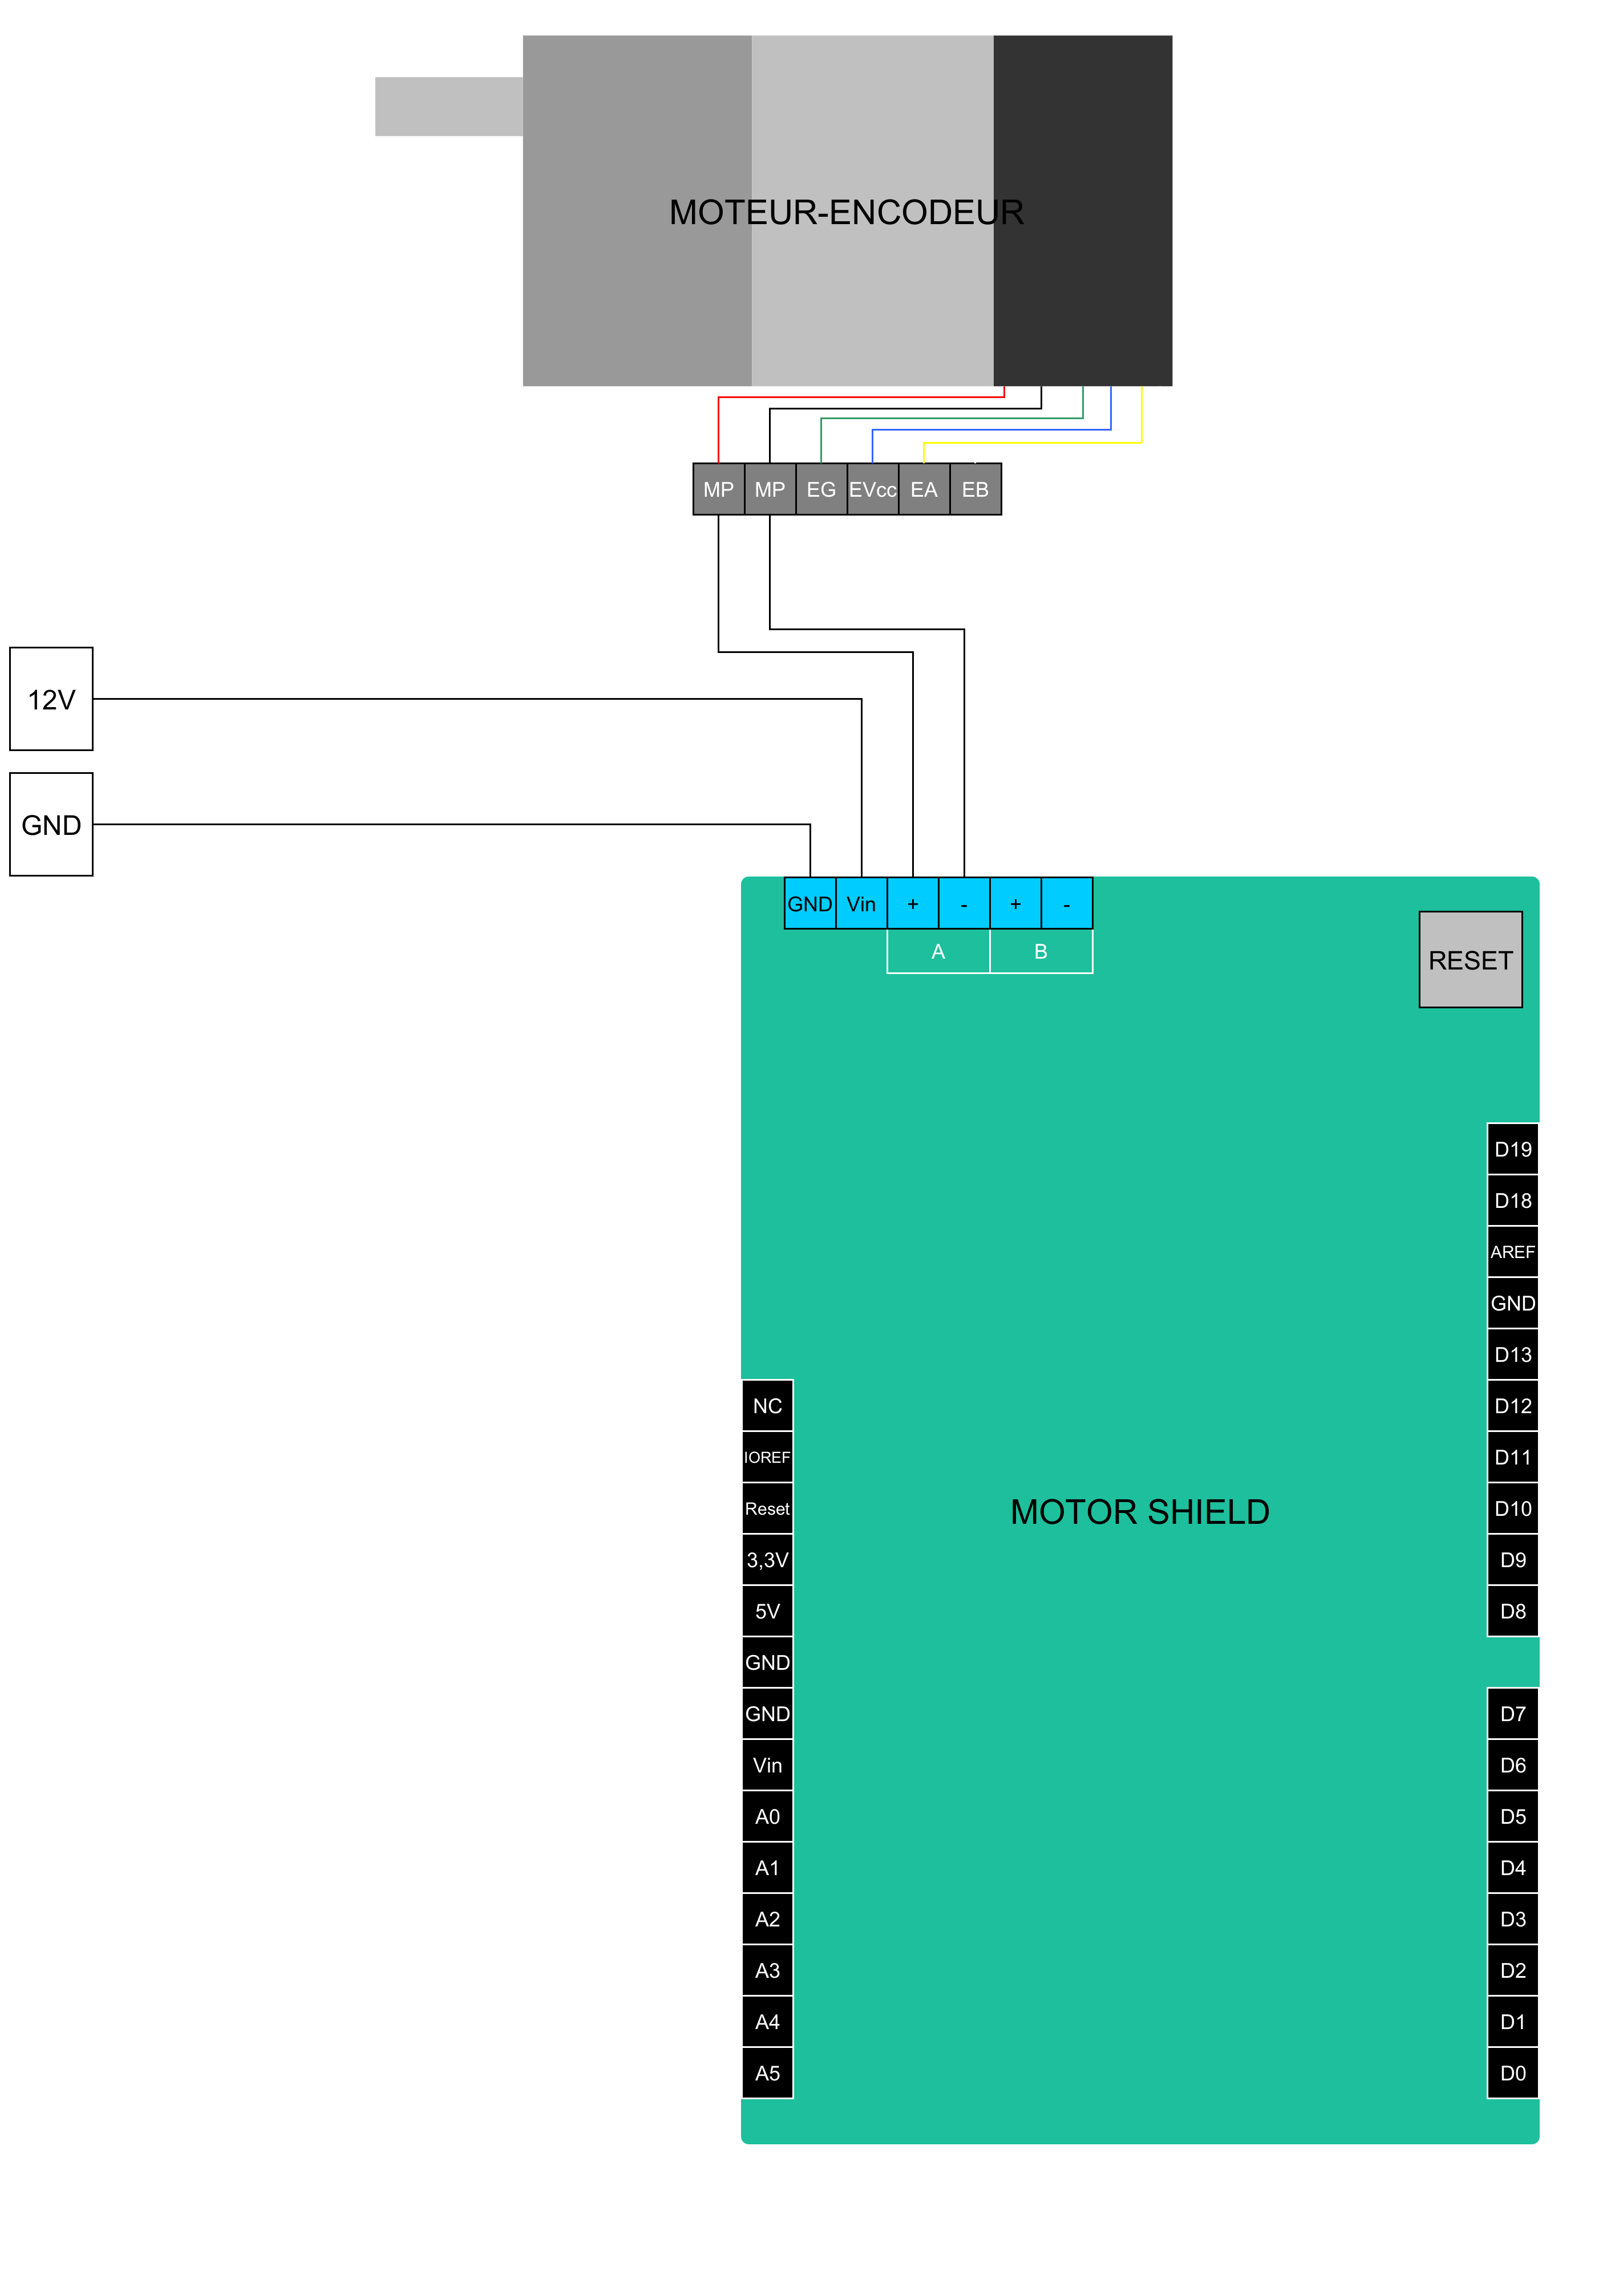 MOTEUR-ENCODEUR
MP MP EG EVcc EA EB
12V
GND
GND Vin + - + -
A B
RESET
D19
D18
AREF
GND
D13
D12
D11
D10
D9
D8
D7
D6
D5
D4
D3
D2
D1
D0
MOTOR SHIELD
NC
IOREF
Reset
3,3V
5V
GND
GND
Vin
A0
A1
A2
A3
A4
A5